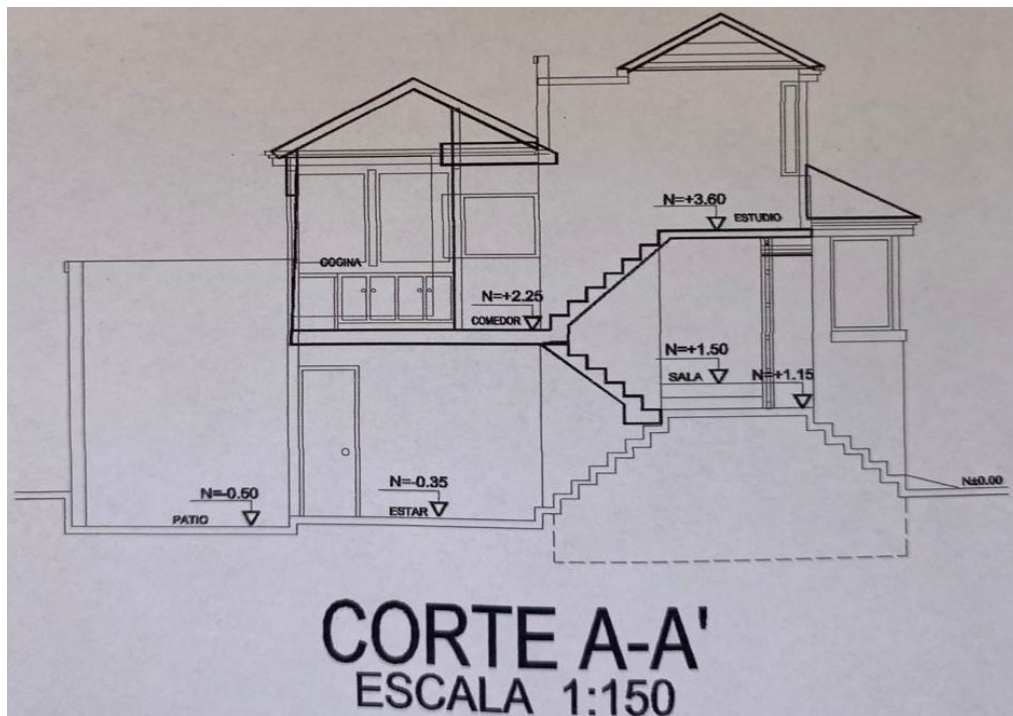 N=+3.60
ESTUDIO
COCINA
N=+2.25
COMEDOR
N=+1.50
SALA
N=+1.15
N=-0.50
PATIO
N=-0.35
ESTAR
N±0.00
CORTE A-A'
ESCALA 1:150